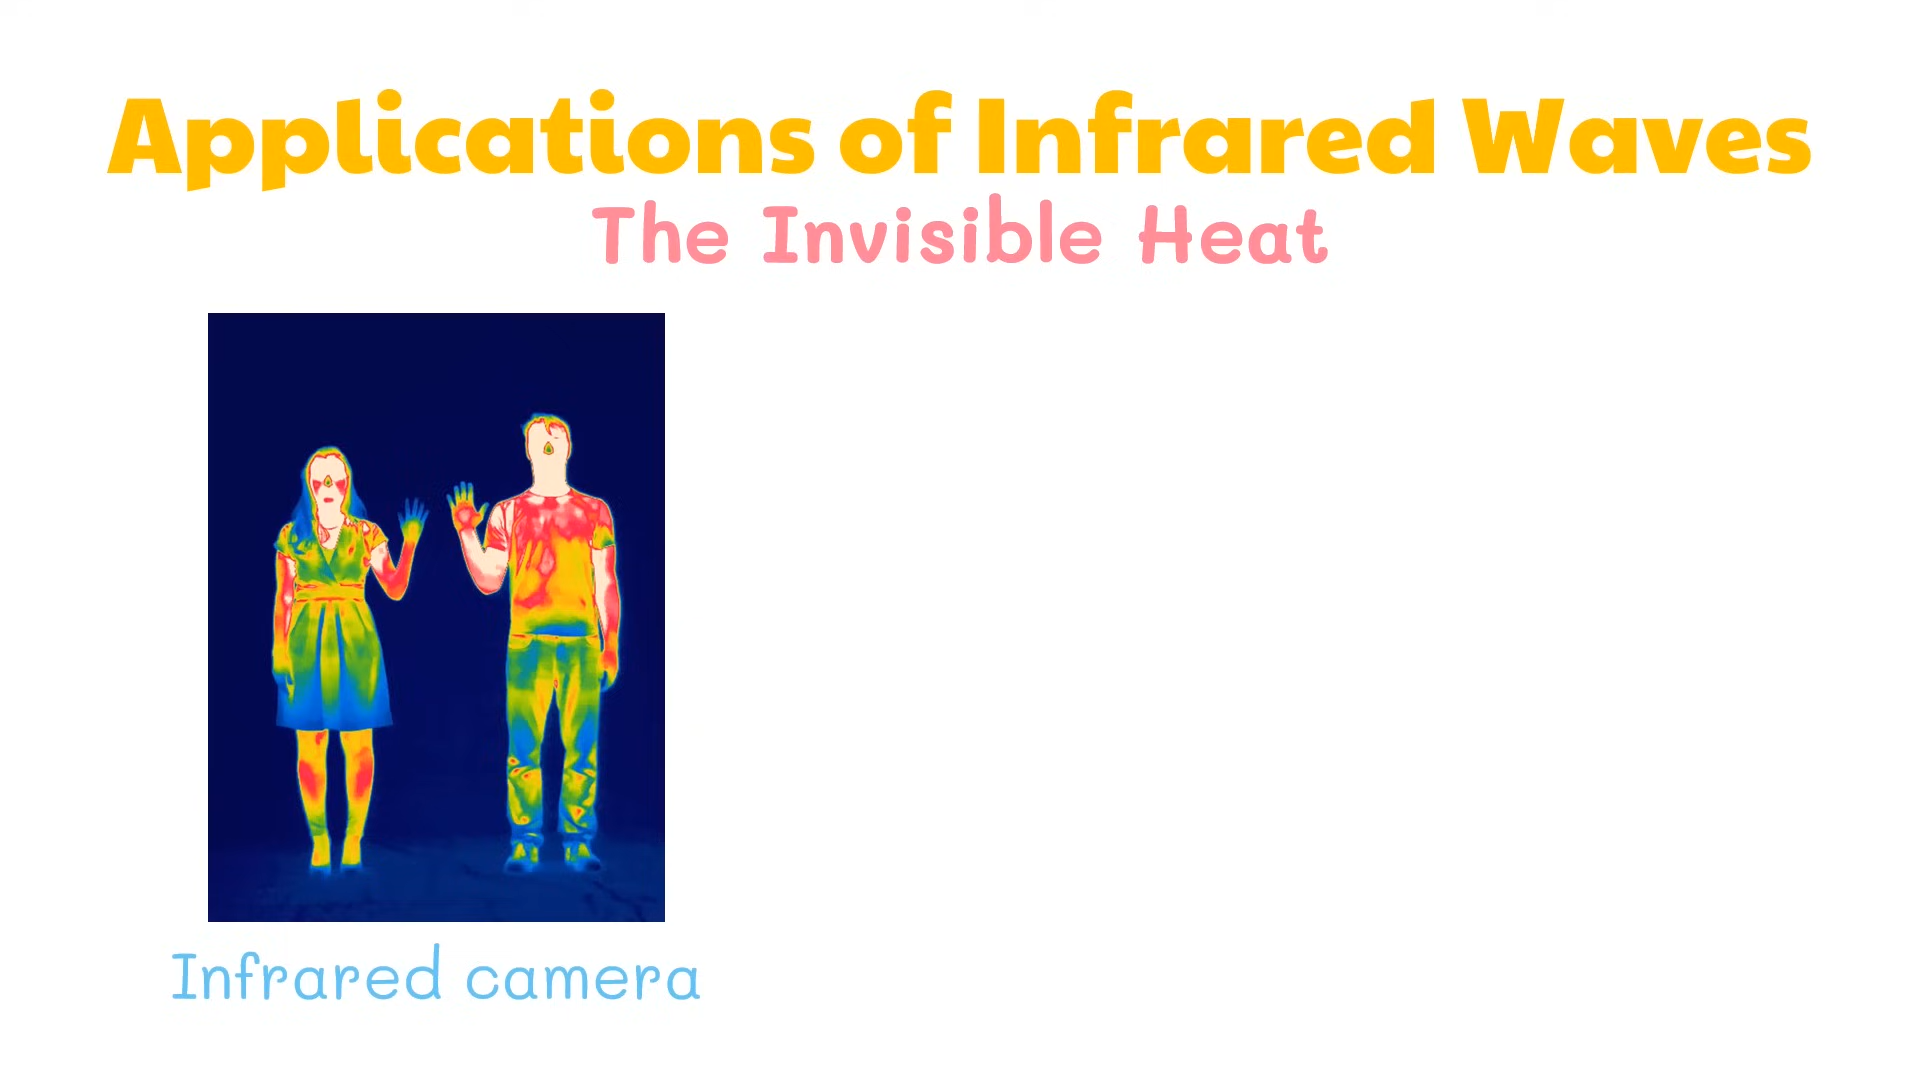 Applications of Infrared Waves
The Invisible Heat
Infrared camera